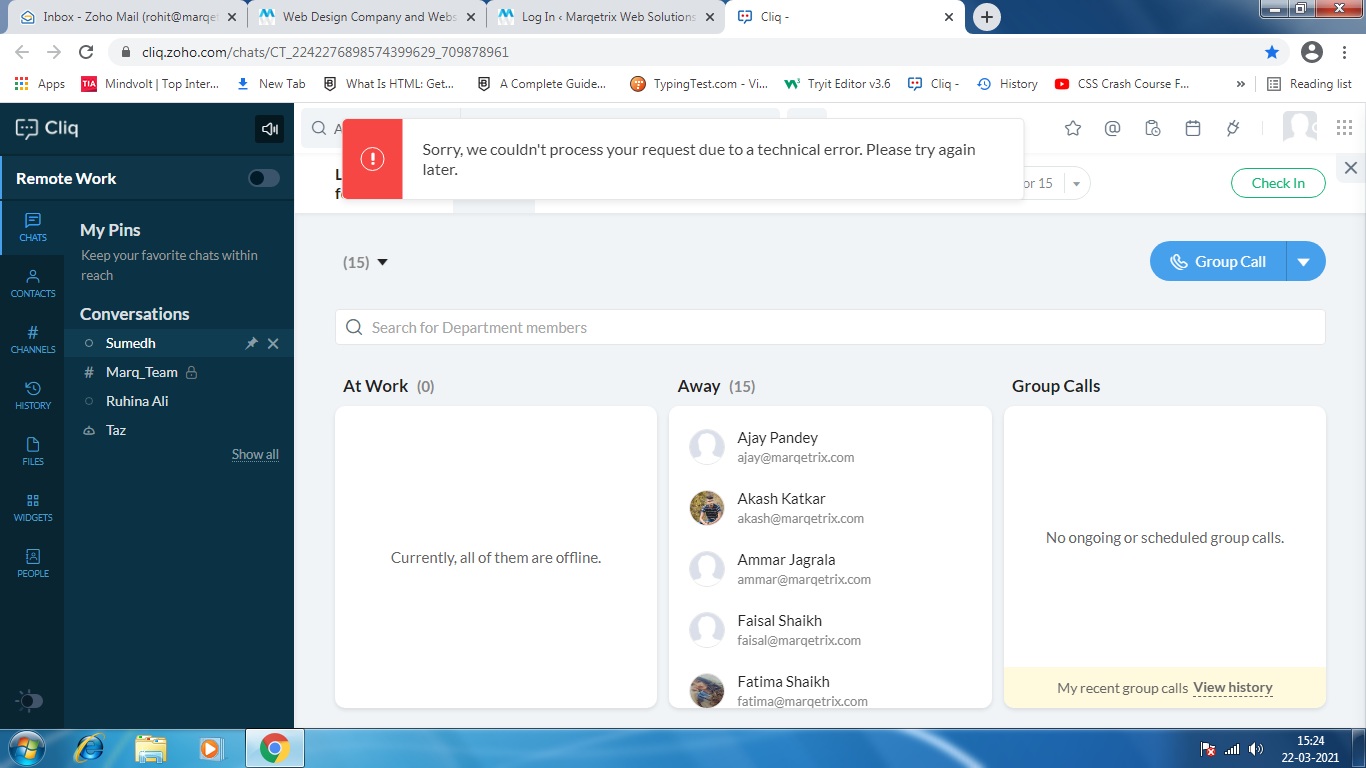 Inbox - Zoho Mail (rohit@marqe
Web Design Company and Webs
Log In ‹ Marqetrix Web Solutions
Cliq -
cliq.zoho.com/chats/CT_2242276898574399629_709878961
Apps
TIA
Mindvolt | Top Inter...
New Tab
What Is HTML: Get...
A Complete Guide...
TypingTest.com - Vi...
Tryit Editor v3.6
Cliq -
History
CSS Crash Course F...
»
Reading list
Cliq
Remote Work
CHATS
CONTACTS
CHANNELS
HISTORY
FILES
WIDGETS
PEOPLE
My Pins
Keep your favorite chats within
reach
Conversations
Sumedh
# Marq_Team
Ruhina Ali
Taz
Show all
Sorry, we couldn't process your request due to a technical error. Please try again
later.
or 15
Check In
(15)
Group Call
Search for Department members
At Work (0)
Currently, all of them are offline.
Away (15)
Ajay Pandey
ajay@marqetrix.com
Akash Katkar
akash@marqetrix.com
Ammar Jagrala
ammar@marqetrix.com
Faisal Shaikh
faisal@marqetrix.com
Fatima Shaikh
fatima@marqetrix.com
Group Calls
No ongoing or scheduled group calls.
My recent group calls View history
15:24
22-03-2021